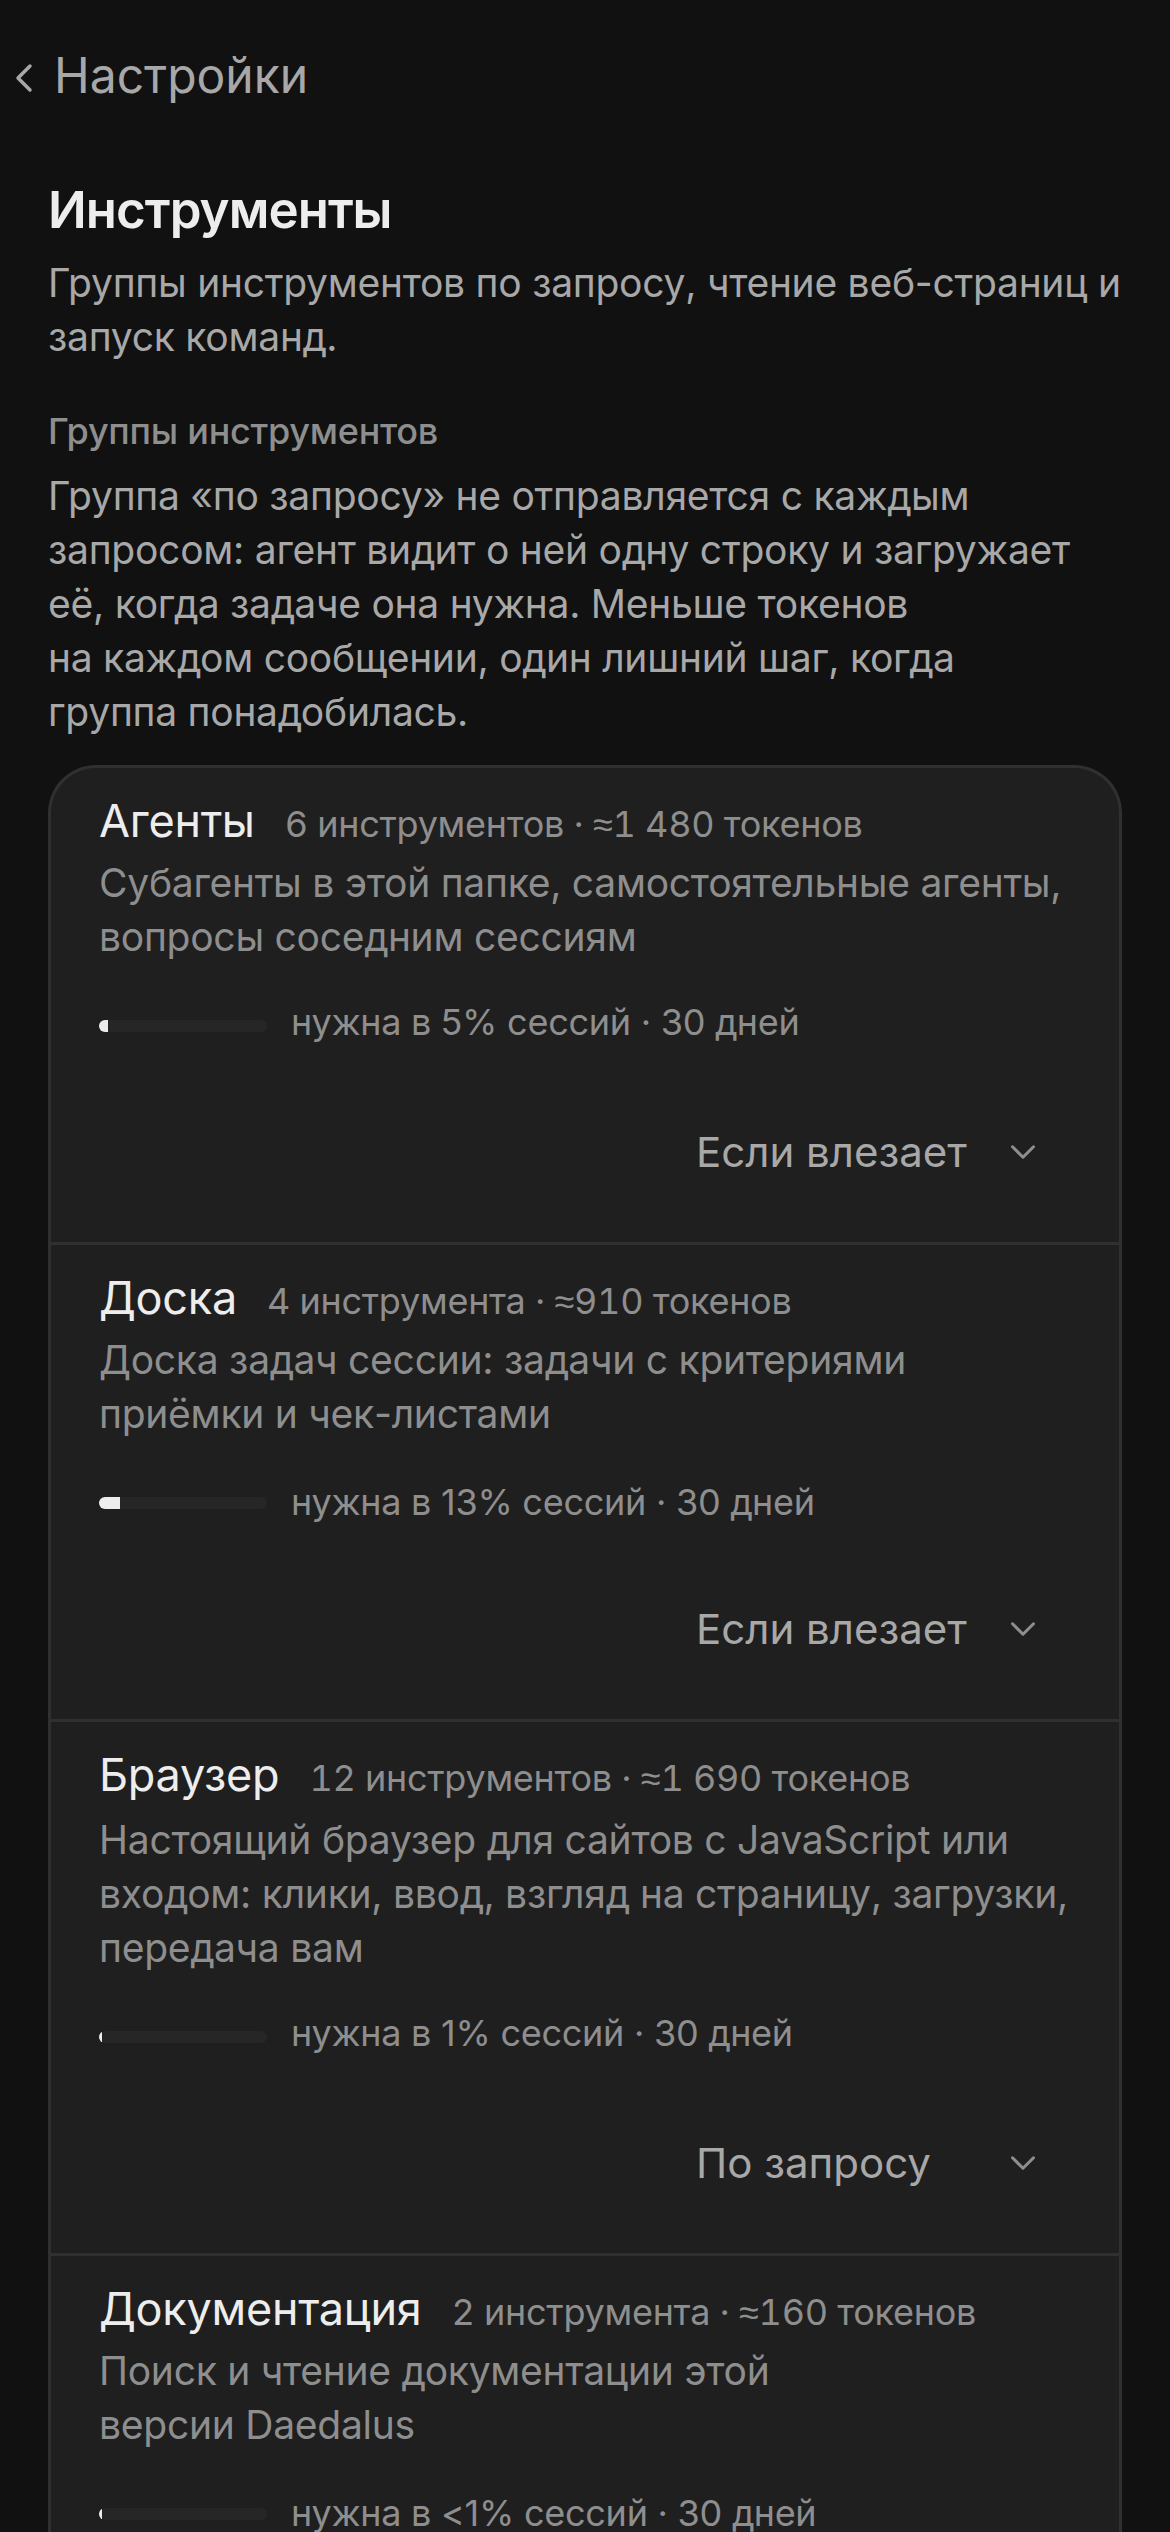 Настройки
Инструменты
Группы инструментов по запросу, чтение веб-страниц и
запуск команд.
Группы инструментов
Группа «по запросу» не отправляется с каждым
запросом: агент видит о ней одну строку и загружает
её, когда задаче она нужна. Меньше токенов
на каждом сообщении, один лишний шаг, когда
группа понадобилась.
Агенты 6 инструментов · ≈1 480 токенов
Субагенты в этой папке, самостоятельные агенты,
вопросы соседним сессиям
нужна в 5% сессий · 30 дней
Если влезает
Доска 4 инструмента · ≈910 токенов
Доска задач сессии: задачи с критериями
приёмки и чек-листами
нужна в 13% сессий · 30 дней
Если влезает
Браузер 12 инструментов · ≈1 690 токенов
Настоящий браузер для сайтов с JavaScript или
входом: клики, ввод, взгляд на страницу, загрузки,
передача вам
нужна в 1% сессий · 30 дней
По запросу
Документация 2 инструмента · ≈160 токенов
Поиск и чтение документации этой
версии Daedalus
нужна в <1% сессий · 30 дней